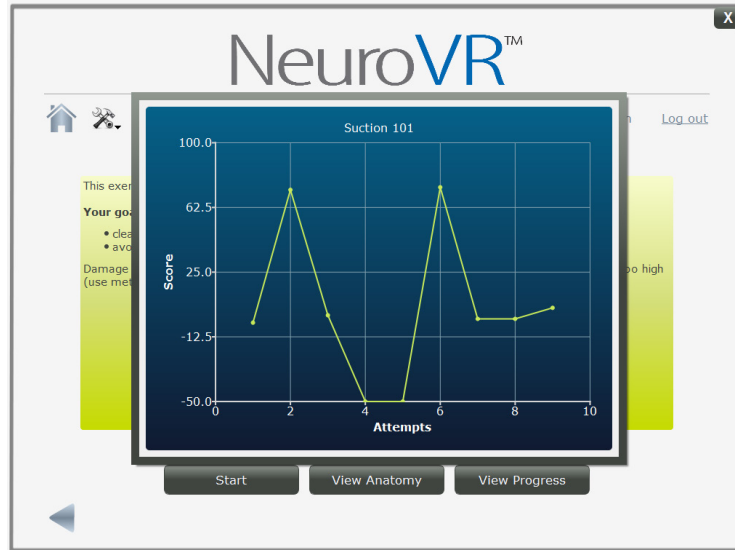 X
NeuroVR™
Log out
Suction 101
100.0
62.5
25.0
-12.5
-50.0
Score
0 2 4 6 8 10
Attempts
This exer
Your goa
• clea
• avo
Damage
oo high
(use met
Start View Anatomy View Progress